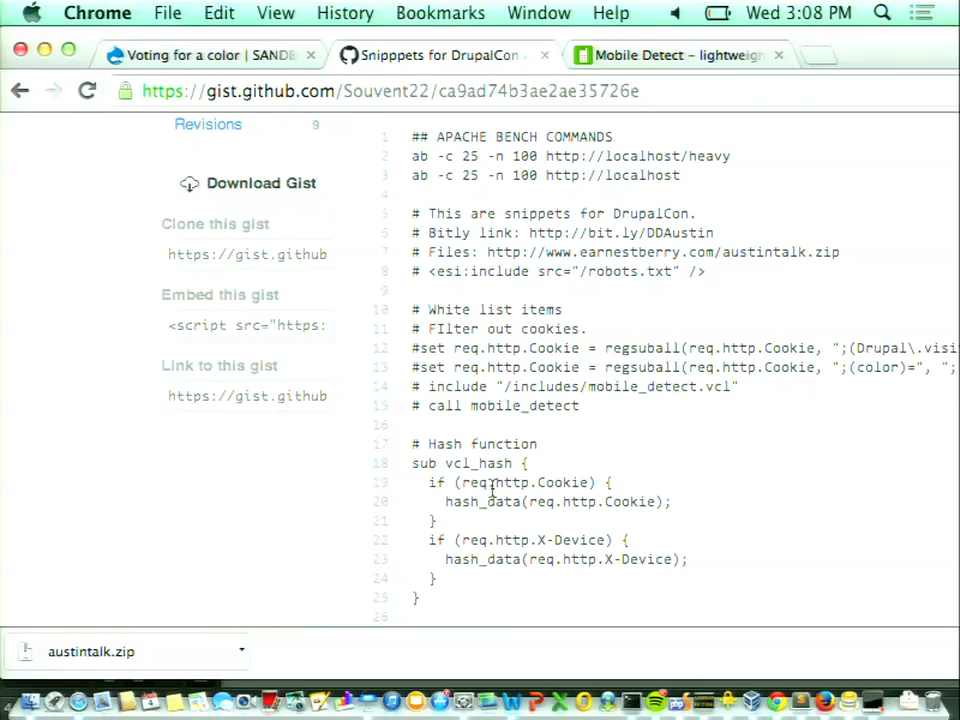 Chrome File Edit View History Bookmarks Window Help Wed 3:08 PM
Voting for a color | SANDB
Snipppets for DrupalCon
Mobile Detect - lightweigh
https://gist.github.com/Souvent22/ca9ad74b3ae2ae35726e
Revisions 9
Download Gist
Clone this gist
https://gist.github
Embed this gist
<script src="https:
Link to this gist
https://gist.github
1 ## APACHE BENCH COMMANDS
2 ab -c 25 -n 100 http://localhost/heavy
3 ab -c 25 -n 100 http://localhost
4
5 # This are snippets for DrupalCon.
6 # Bitly link: http://bit.ly/DDAustin
7 # Files: http://www.earnestberry.com/austintalk.zip
8 # <esi:include src="/robots.txt" />
9
10 # White list items
11 # FIlter out cookies.
12 #set req.http.Cookie = regsuball(req.http.Cookie, ";(Drupal\.visi
13 #set req.http.Cookie = regsuball(req.http.Cookie, ";(color)=", ";
14 # include "/includes/mobile_detect.vcl"
15 # call mobile_detect
16
17 # Hash function
18 sub vcl_hash {
19 if (req.http.Cookie) {
20 hash_data(req.http.Cookie);
21 }
22 if (req.http.X-Device) {
23 hash_data(req.http.X-Device);
24 }
25 }
26
austintalk.zip